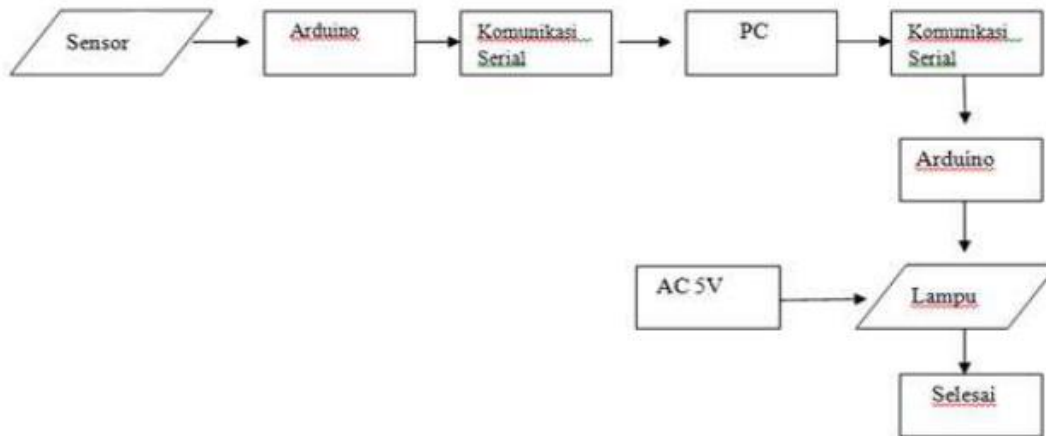 Sensor
Arduino
Komunikasi
Serial
PC
Komunikasi
Serial
Arduino
AC 5V
Lampu
Selesai